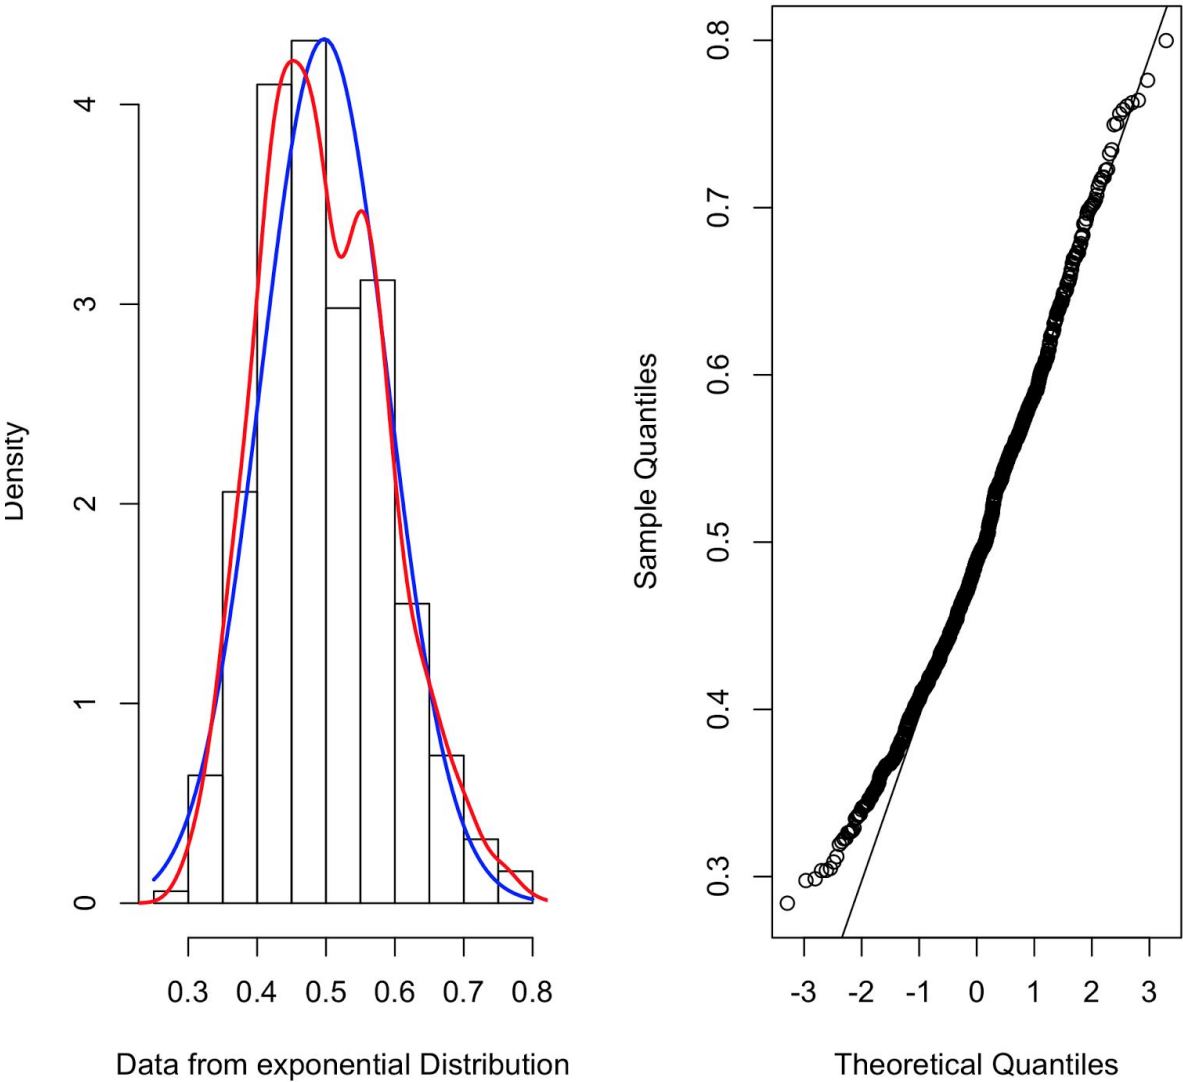 Density
4
3
2
1
0
0.3 0.4 0.5 0.6 0.7 0.8
Data from exponential Distribution
Sample Quantiles
0.8
0.7
0.6
0.5
0.4
0.3
-3 -2 -1 0 1 2 3
Theoretical Quantiles